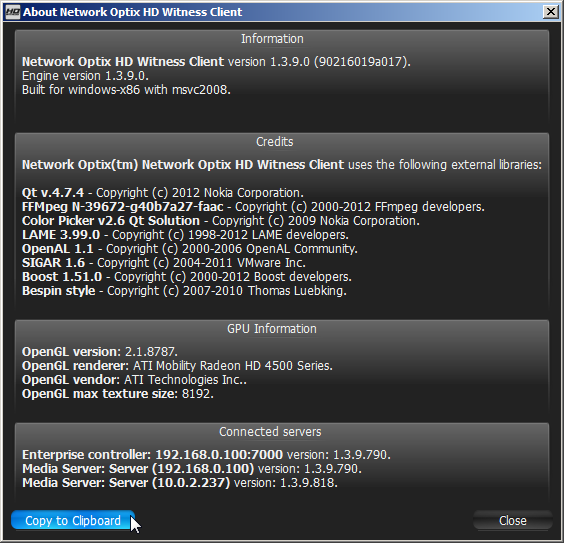 HD
About Network Optix HD Witness Client
Information
Network Optix HD Witness Client version 1.3.9.0 (90216019a017).
Engine version 1.3.9.0.
Built for windows-x86 with msvc2008.
Credits
Network Optix(tm) Network Optix HD Witness Client uses the following external libraries:
Qt v.4.7.4 - Copyright (c) 2012 Nokia Corporation.
FFMpeg N-39672-g40b7a27-faac - Copyright (c) 2000-2012 FFmpeg developers.
Color Picker v2.6 Qt Solution - Copyright (c) 2009 Nokia Corporation.
LAME 3.99.0 - Copyright (c) 1998-2012 LAME developers.
OpenAL 1.1 - Copyright (c) 2000-2006 OpenAL Community.
SIGAR 1.6 - Copyright (c) 2004-2011 VMware Inc.
Boost 1.51.0 - Copyright (c) 2000-2012 Boost developers.
Bespin style - Copyright (c) 2007-2010 Thomas Luebking.
GPU Information
OpenGL version: 2.1.8787.
OpenGL renderer: ATI Mobility Radeon HD 4500 Series.
OpenGL vendor: ATI Technologies Inc..
OpenGL max texture size: 8192.
Connected servers
Enterprise controller: 192.168.0.100:7000 version: 1.3.9.790.
Media Server: Server (192.168.0.100) version: 1.3.9.790.
Media Server: Server (10.0.2.237) version: 1.3.9.818.
Copy to Clipboard
Close